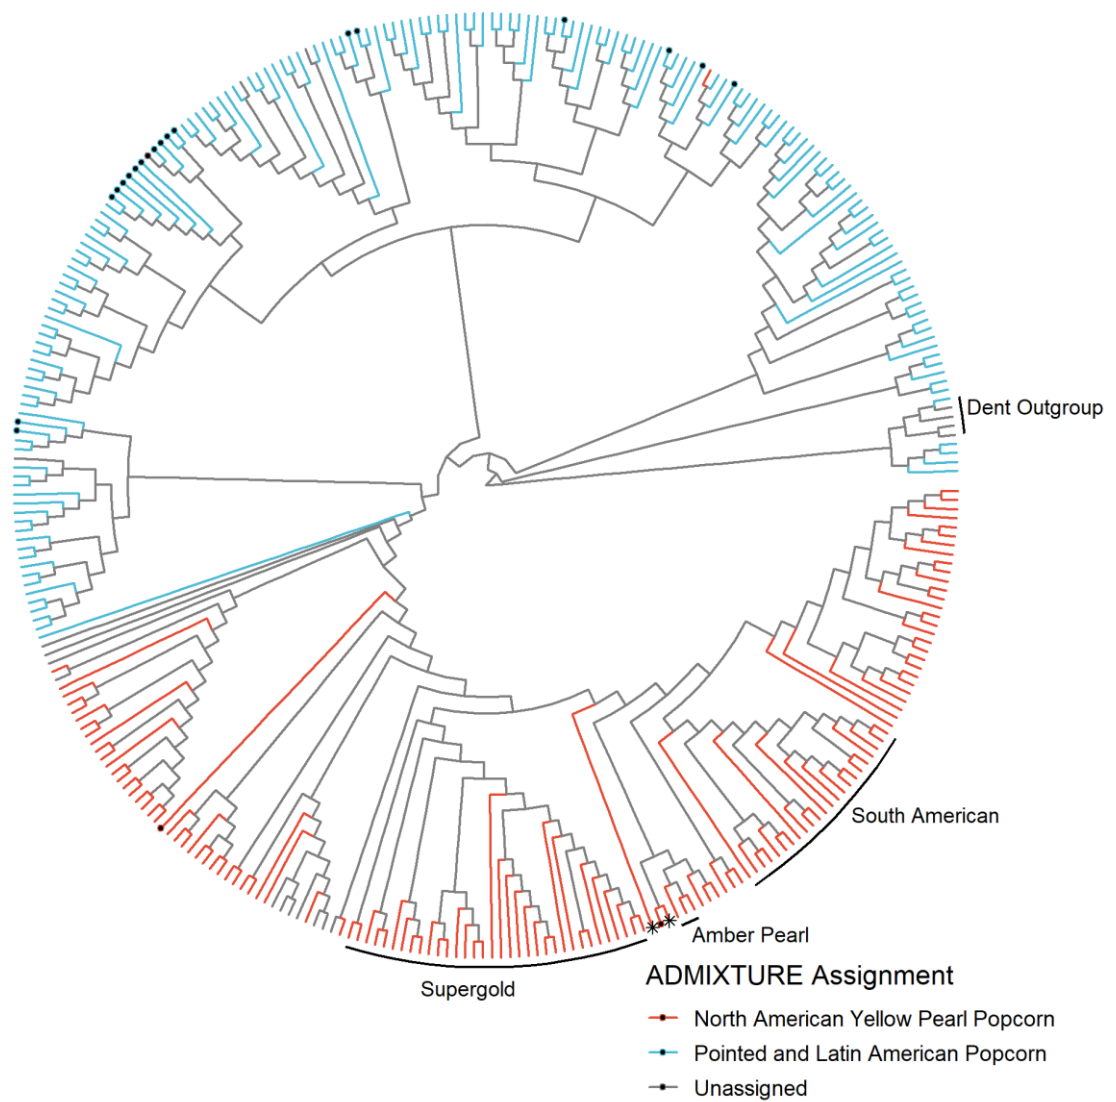 Dent Outgroup
South American
Amber Pearl
Supergold
ADMIXTURE Assignment
North American Yellow Pearl Popcorn
Pointed and Latin American Popcorn
Unassigned